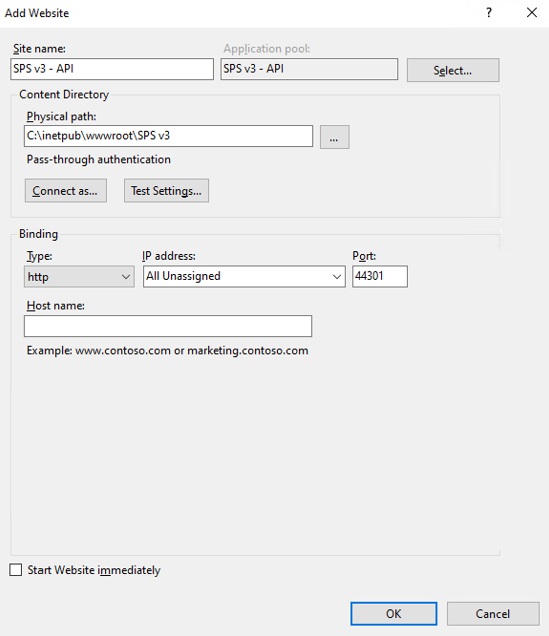 Add Website
?
Site name: Application pool:
SPS v3 - API SPS v3 - API Select...
Content Directory
Physical path:
C:\inetpub\wwwroot\SPS v3 ...
Pass-through authentication
Connect as... Test Settings...
Binding
Type: IP address: Port:
http All Unassigned 44301
Host name:
Example: www.contoso.com or marketing.contoso.com
Start Website immediately
OK Cancel